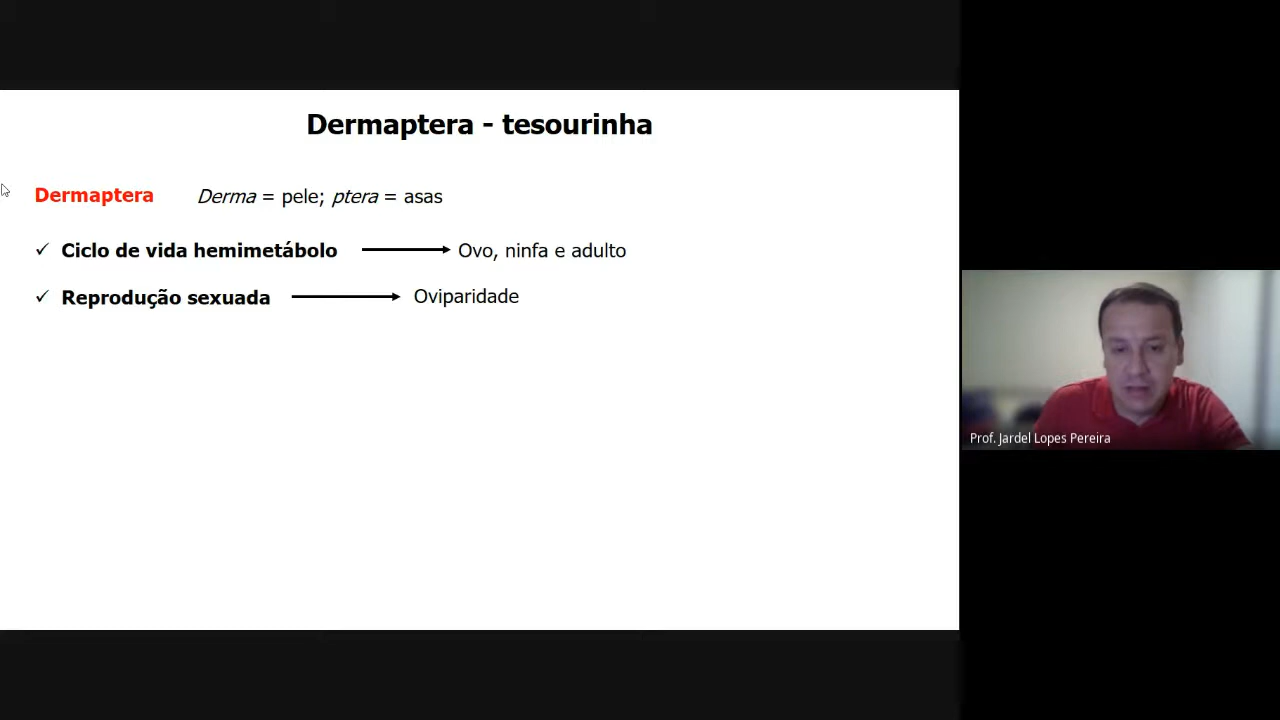 Dermaptera - tesourinha
Dermaptera Derma = pele; ptera = asas
✓ Ciclo de vida hemimetábolo Ovo, ninfa e adulto
✓ Reprodução sexuada Oviparidade
Prof. Jardel Lopes Pereira